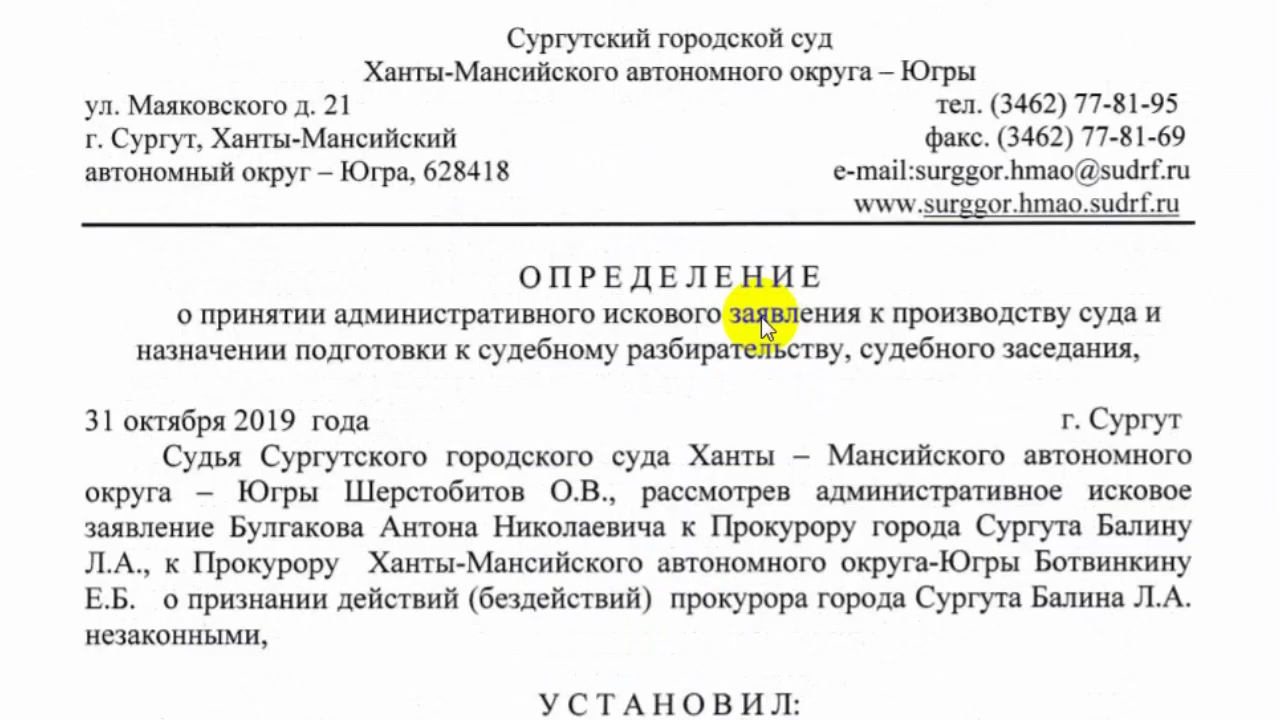 Сургутский городской суд
Ханты-Мансийского автономного округа – Югры
ул. Маяковского д. 21 тел. (3462) 77-81-95
г. Сургут, Ханты-Мансийский факс. (3462) 77-81-69
автономный округ – Югра, 628418 e-mail:surggor.hmao@sudrf.ru
www.surggor.hmao.sudrf.ru
О П Р Е Д Е Л Е Н И Е
о принятии административного искового заявления к производству суда и
назначении подготовки к судебному разбирательству, судебного заседания,
31 октября 2019 года г. Сургут
Судья Сургутского городского суда Ханты – Мансийского автономного
округа – Югры Шерстобитов О.В., рассмотрев административное исковое
заявление Булгакова Антона Николаевича к Прокурору города Сургута Балину
Л.А., к Прокурору Ханты-Мансийского автономного округа-Югры Ботвинкину
Е.Б. о признании действий (бездействий) прокурора города Сургута Балина Л.А.
незаконными,
У С Т А Н О В И Л: